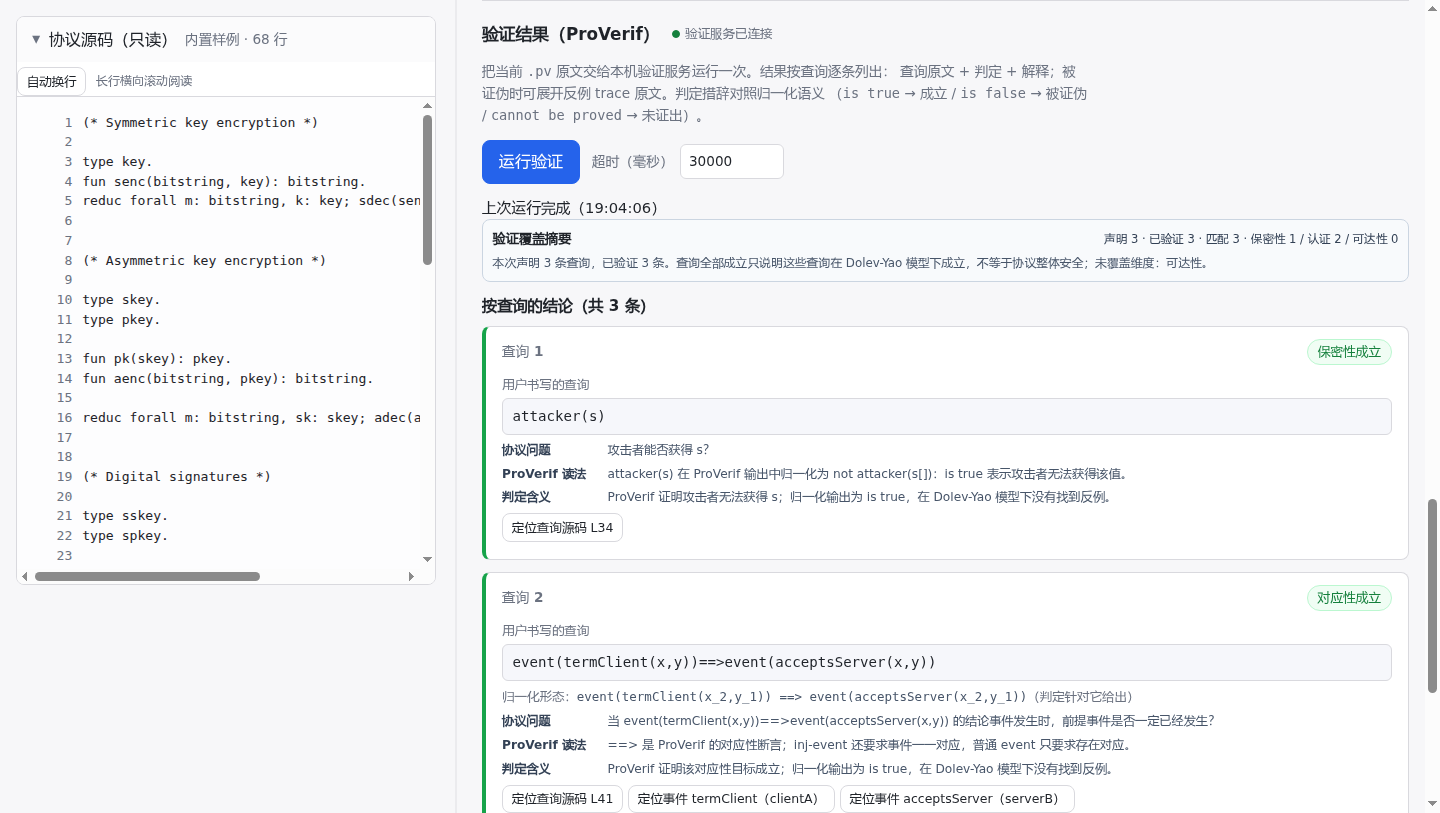 ▼ 协议源码（只读） 内置样例 · 68 行
自动换行 长行横向滚动阅读
1 (* Symmetric key encryption *)
2
3 type key.
4 fun senc(bitstring, key): bitstring.
5 reduc forall m: bitstring, k: key; sdec(sen
6
7
8 (* Asymmetric key encryption *)
9
10 type skey.
11 type pkey.
12
13 fun pk(skey): pkey.
14 fun aenc(bitstring, pkey): bitstring.
15
16 reduc forall m: bitstring, sk: skey; adec(a
17
18
19 (* Digital signatures *)
20
21 type sskey.
22 type spkey.
23
验证结果（ProVerif） 验证服务已连接
把当前 .pv 原文交给本机验证服务运行一次。结果按查询逐条列出： 查询原文 + 判定 + 解释；被
证伪时可展开反例 trace 原文。判定措辞对照归一化语义 （is true → 成立 / is false → 被证伪
/ cannot be proved → 未证出）。
运行验证 超时（毫秒） 30000
上次运行完成（19:04:06）
验证覆盖摘要 声明 3 · 已验证 3 · 匹配 3 · 保密性 1 / 认证 2 / 可达性 0
本次声明 3 条查询，已验证 3 条。查询全部成立只说明这些查询在 Dolev-Yao 模型下成立，不等于协议整体安全；未覆盖维度：可达性。
按查询的结论（共 3 条）
查询 1 保密性成立
用户书写的查询
attacker(s)
协议问题 攻击者能否获得 s？
ProVerif 读法 attacker(s) 在 ProVerif 输出中归一化为 not attacker(s[])：is true 表示攻击者无法获得该值。
判定含义 ProVerif 证明攻击者无法获得 s；归一化输出为 is true，在 Dolev-Yao 模型下没有找到反例。
定位查询源码 L34
查询 2 对应性成立
用户书写的查询
event(termClient(x,y))==>event(acceptsServer(x,y))
归一化形态：event(termClient(x_2,y_1)) ==> event(acceptsServer(x_2,y_1))（判定针对它给出）
协议问题 当 event(termClient(x,y))==>event(acceptsServer(x,y)) 的结论事件发生时，前提事件是否一定已经发生？
ProVerif 读法 ==> 是 ProVerif 的对应性断言；inj-event 还要求事件一一对应，普通 event 只要求存在对应。
判定含义 ProVerif 证明该对应性目标成立；归一化输出为 is true，在 Dolev-Yao 模型下没有找到反例。
定位查询源码 L41 定位事件 termClient（clientA） 定位事件 acceptsServer（serverB）